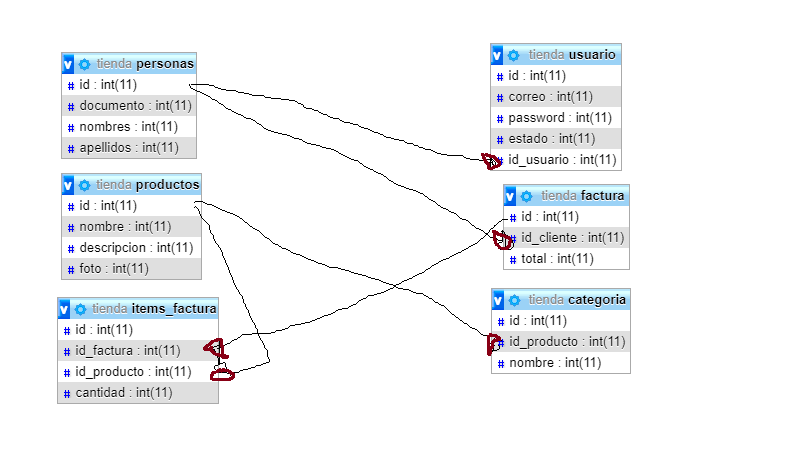 tienda personas
# id : int(11)
# documento : int(11)
# nombres : int(11)
# apellidos : int(11)
tienda productos
# id : int(11)
# nombre : int(11)
# descripcion : int(11)
# foto : int(11)
tienda items_factura
# id : int(11)
# id_factura : int(11)
# id_producto : int(11)
# cantidad : int(11)
tienda usuario
# id : int(11)
# correo : int(11)
# password : int(11)
# estado : int(11)
# id_usuario : int(11)
tienda factura
# id : int(11)
# id_cliente : int(11)
# total : int(11)
tienda categoria
# id : int(11)
# id_producto : int(11)
# nombre : int(11)